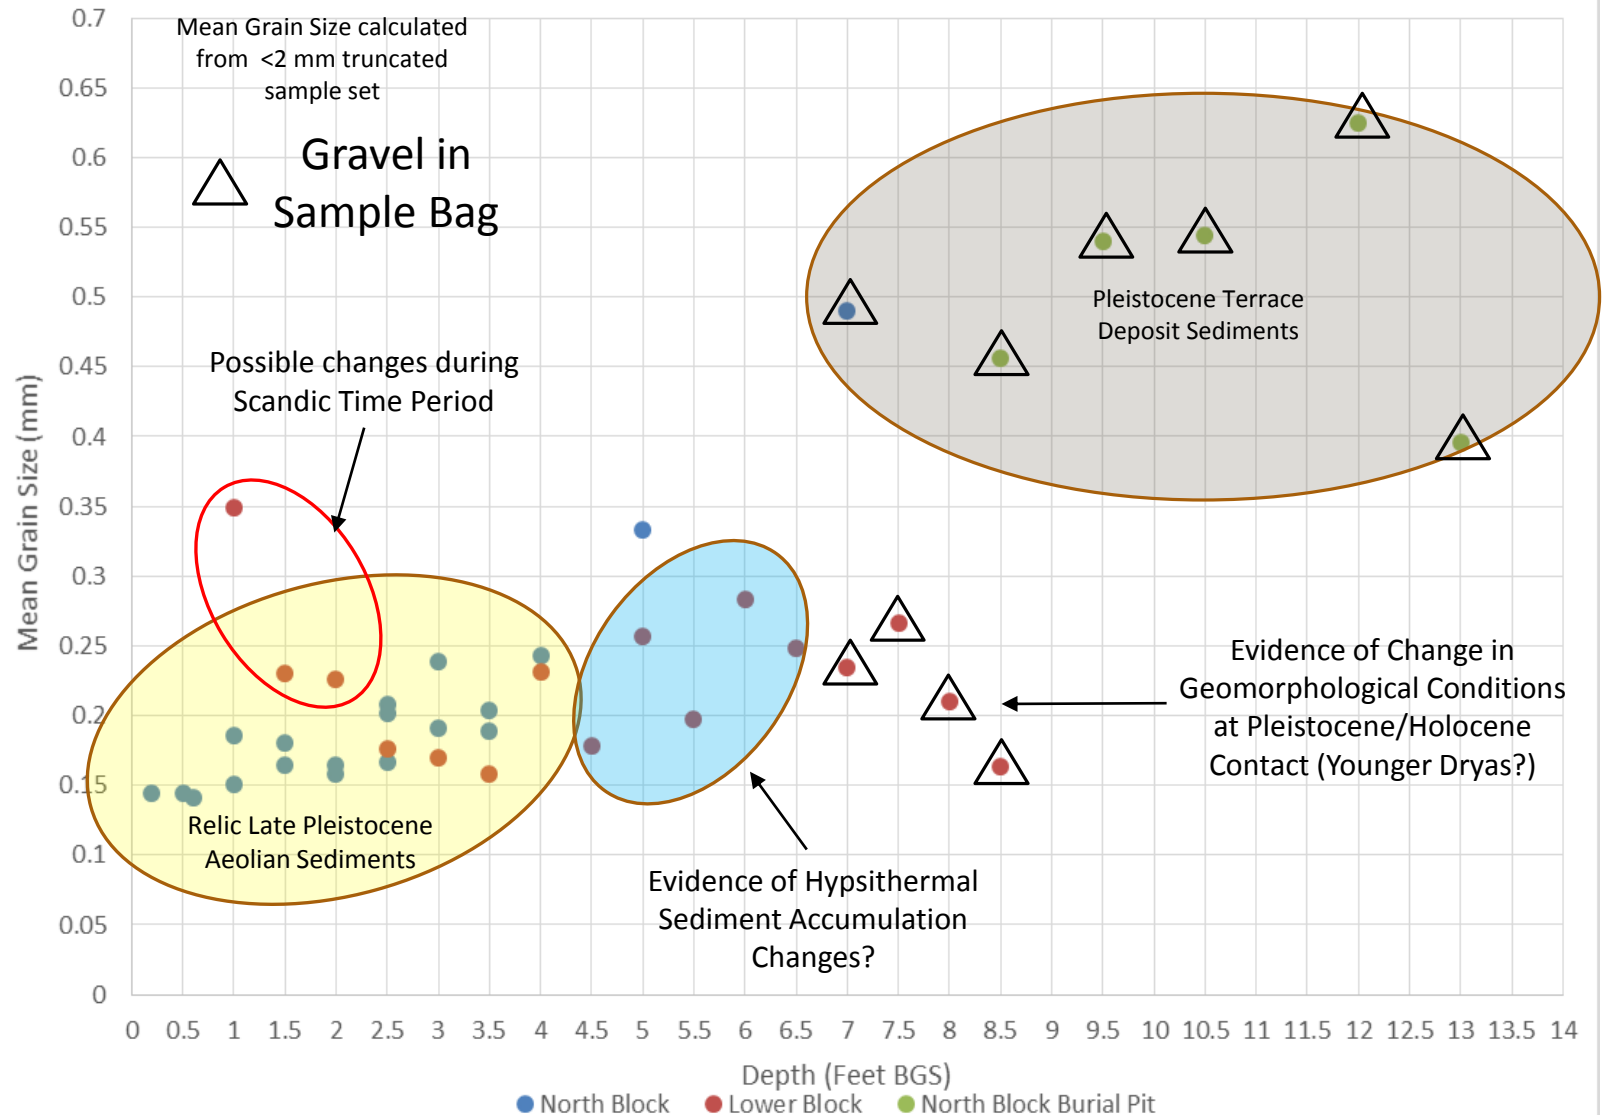 Mean Grain Size calculated
from <2 mm truncated
sample set
Gravel in
Sample Bag
Possible changes during
Scandic Time Period
Pleistocene Terrace
Deposit Sediments
Evidence of Change in
Geomorphological Conditions
at Pleistocene/Holocene
Contact (Younger Dryas?)
Relic Late Pleistocene
Aeolian Sediments
Evidence of Hypsithermal
Sediment Accumulation
Changes?
Mean Grain Size (mm)
0.7
0.65
0.6
0.55
0.5
0.45
0.4
0.35
0.3
0.25
0.2
0.15
0.1
0.05
0
0 0.5 1 1.5 2 2.5 3 3.5 4 4.5 5 5.5 6 6.5 7 7.5 8 8.5 9 9.5 10 10.5 11 11.5 12 12.5 13 13.5 14
Depth (Feet BGS)
North Block Lower Block North Block Burial Pit